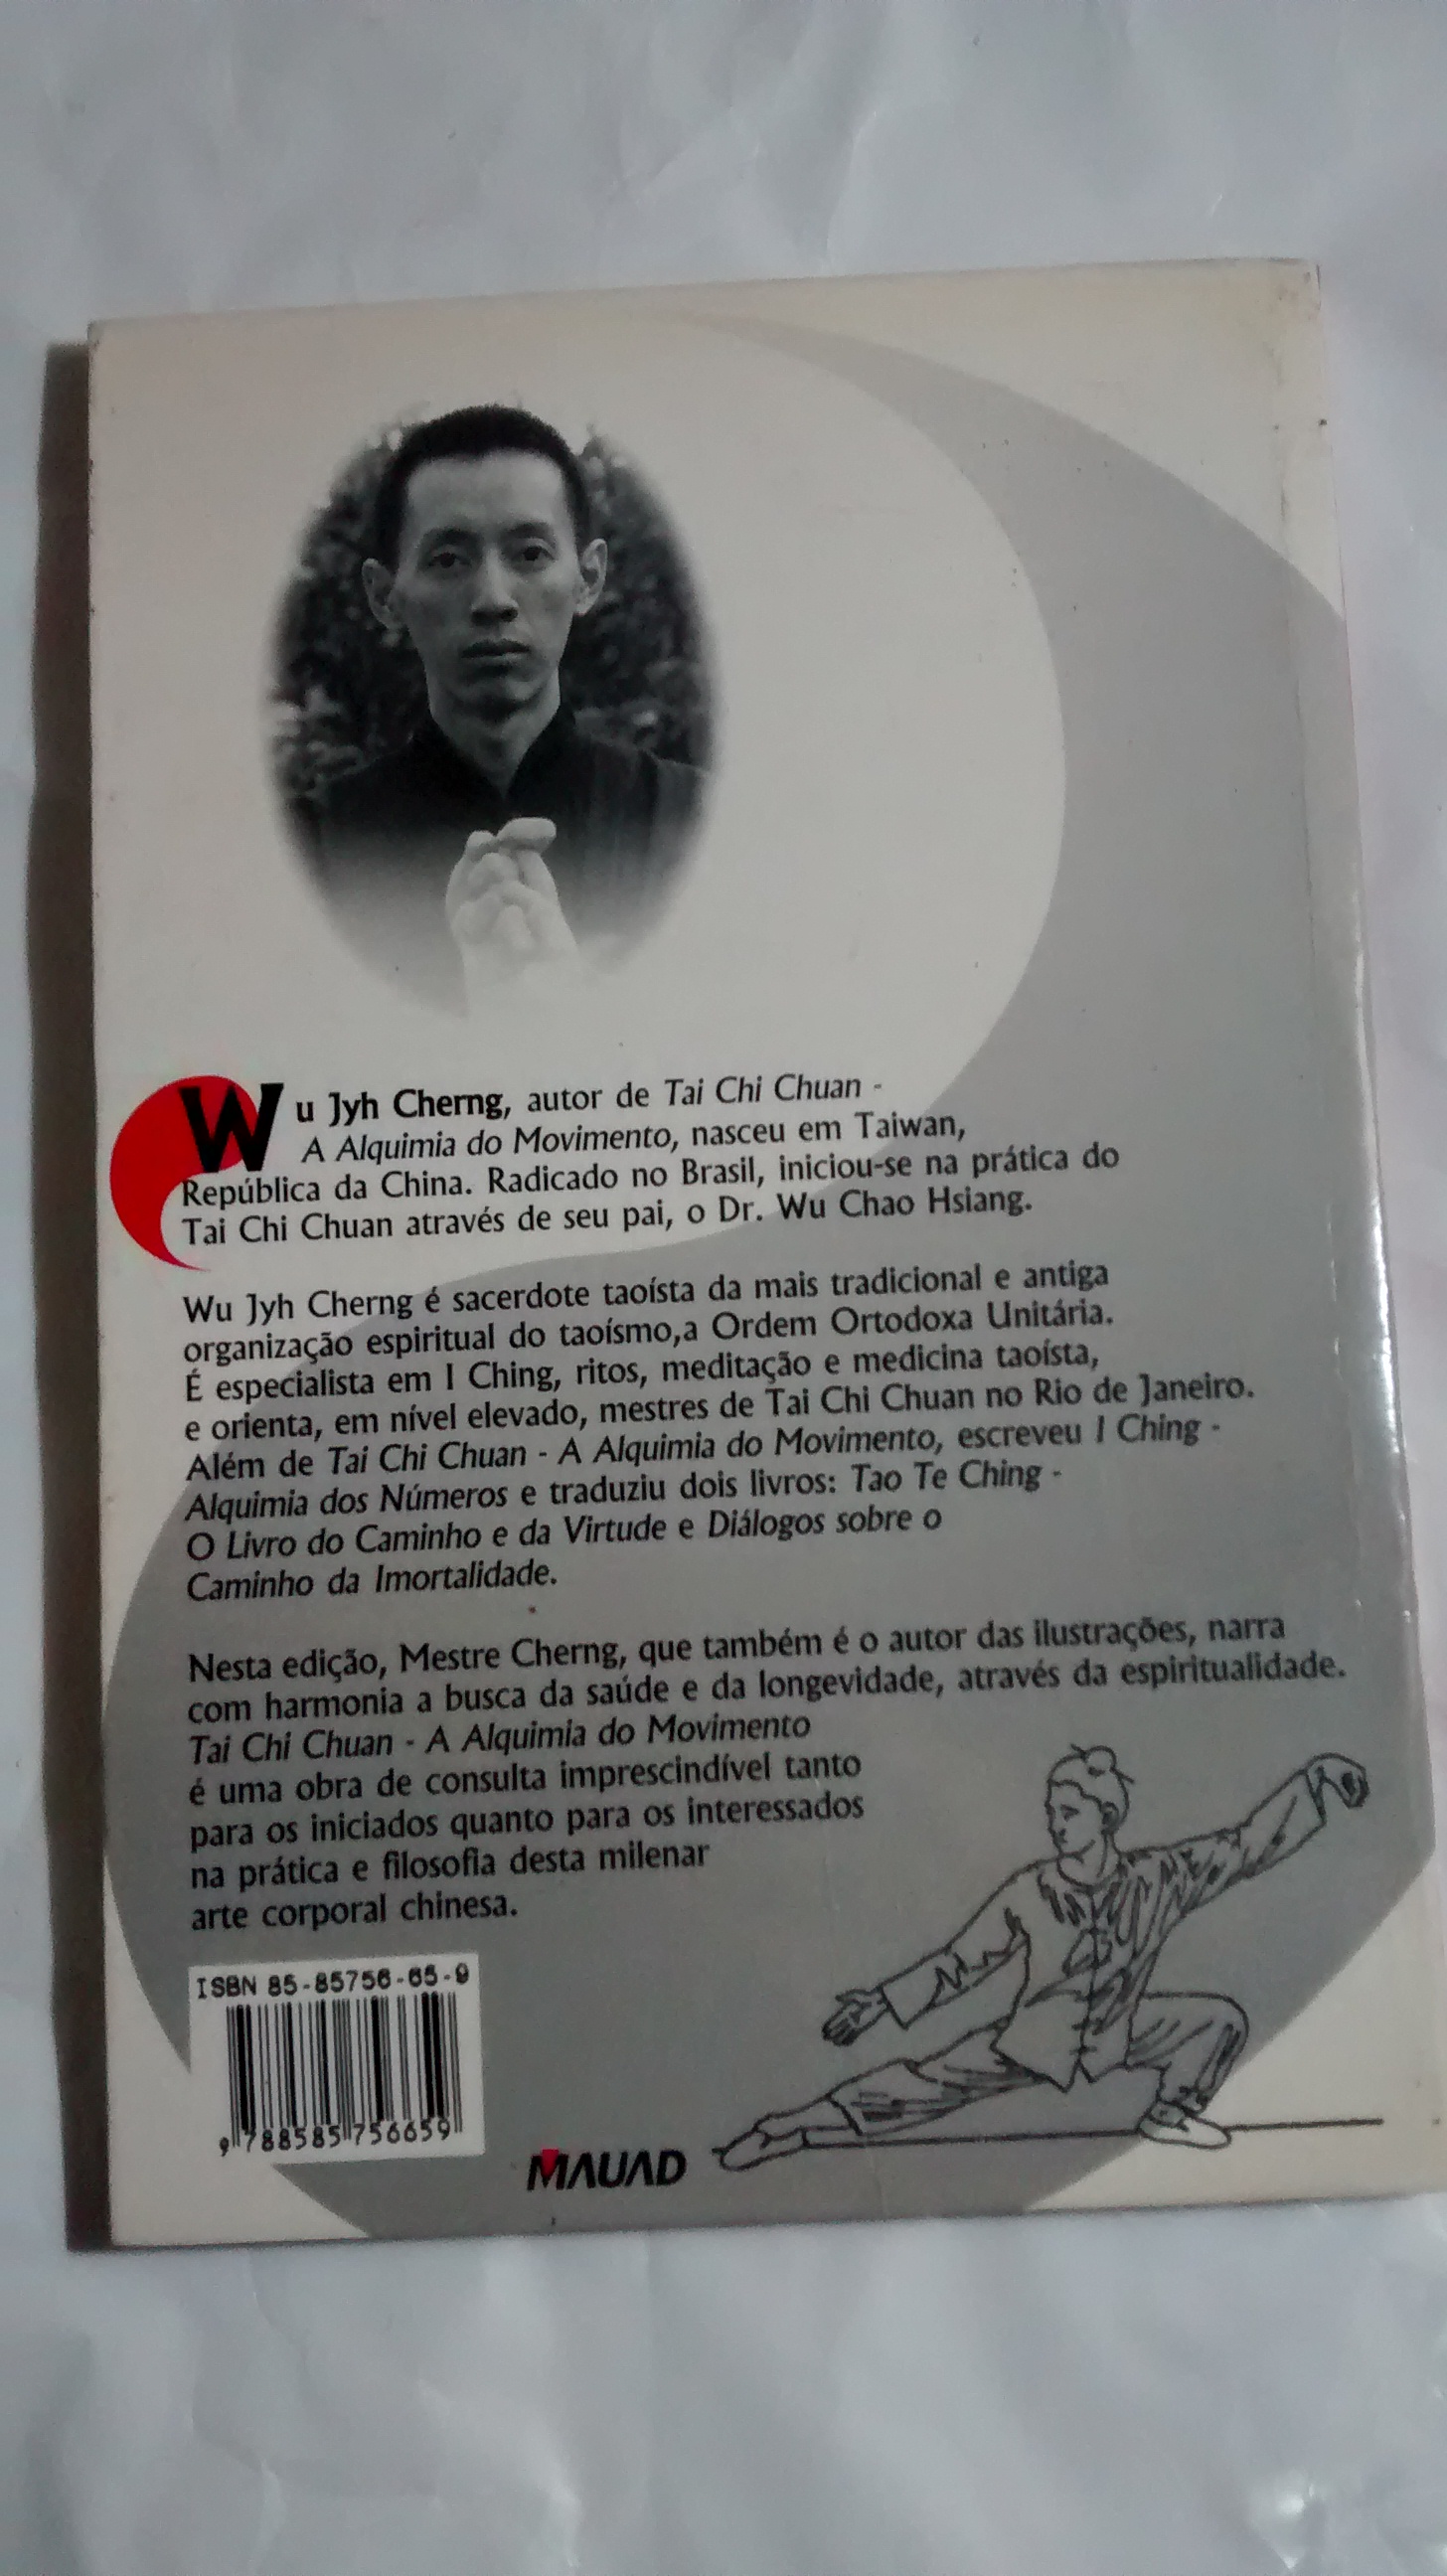 Wu Jyh Cherng, autor de Tai Chi Chuan -
A Alquimia do Movimento, nasceu em Taiwan,
República da China. Radicado no Brasil, iniciou-se na prática do
Tai Chi Chuan através de seu pai, o Dr. Wu Chao Hsiang.
Wu Jyh Cherng é sacerdote taoísta da mais tradicional e antiga
organização espiritual do taoísmo,a Ordem Ortodoxa Unitária.
É especialista em I Ching, ritos, meditação e medicina taoísta,
e orienta, em nível elevado, mestres de Tai Chi Chuan no Rio de Janeiro.
Além de Tai Chi Chuan - A Alquimia do Movimento, escreveu I Ching -
Alquimia dos Números e traduziu dois livros: Tao Te Ching -
O Livro do Caminho e da Virtude e Diálogos sobre o
Caminho da Imortalidade.
Nesta edição, Mestre Cherng, que também é o autor das ilustrações, narra
com harmonia a busca da saúde e da longevidade, através da espiritualidade.
Tai Chi Chuan - A Alquimia do Movimento
é uma obra de consulta imprescindível tanto
para os iniciados quanto para os interessados
na prática e filosofia desta milenar
arte corporal chinesa.
ISBN 85-85756-65-9
9 788585 756659
MAUAD